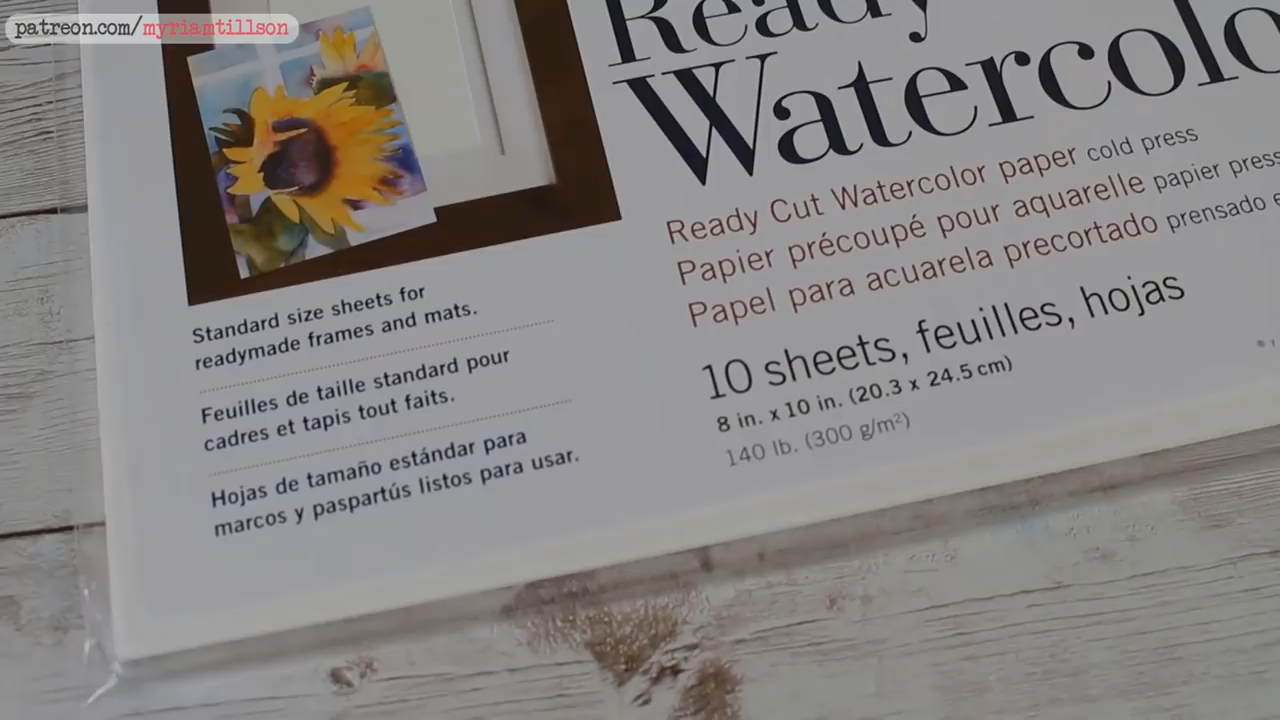 patreon.com/myriamtillson
Ready
Ready Cut Watercolor paper cold press
Papier précoupé pour aquarelle papier
Papel para acuarela precortado prensado
10 sheets, feuilles, hojas
8 in. x 10 in. (20.3 x 24.5 cm)
140 lb. (300 g/m²)
Standard size sheets for
readymade frames and mats.
Feuilles de taille standard pour
cadres et tapis tout faits.
Hojas de tamaño estándar para
marcos y paspartús listos para usar.